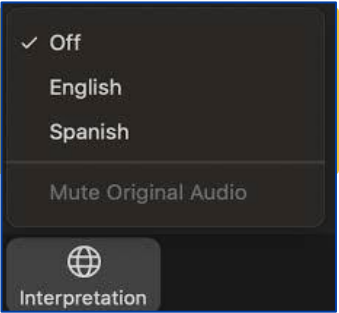 Off
English
Spanish
Mute Original Audio
Interpretation